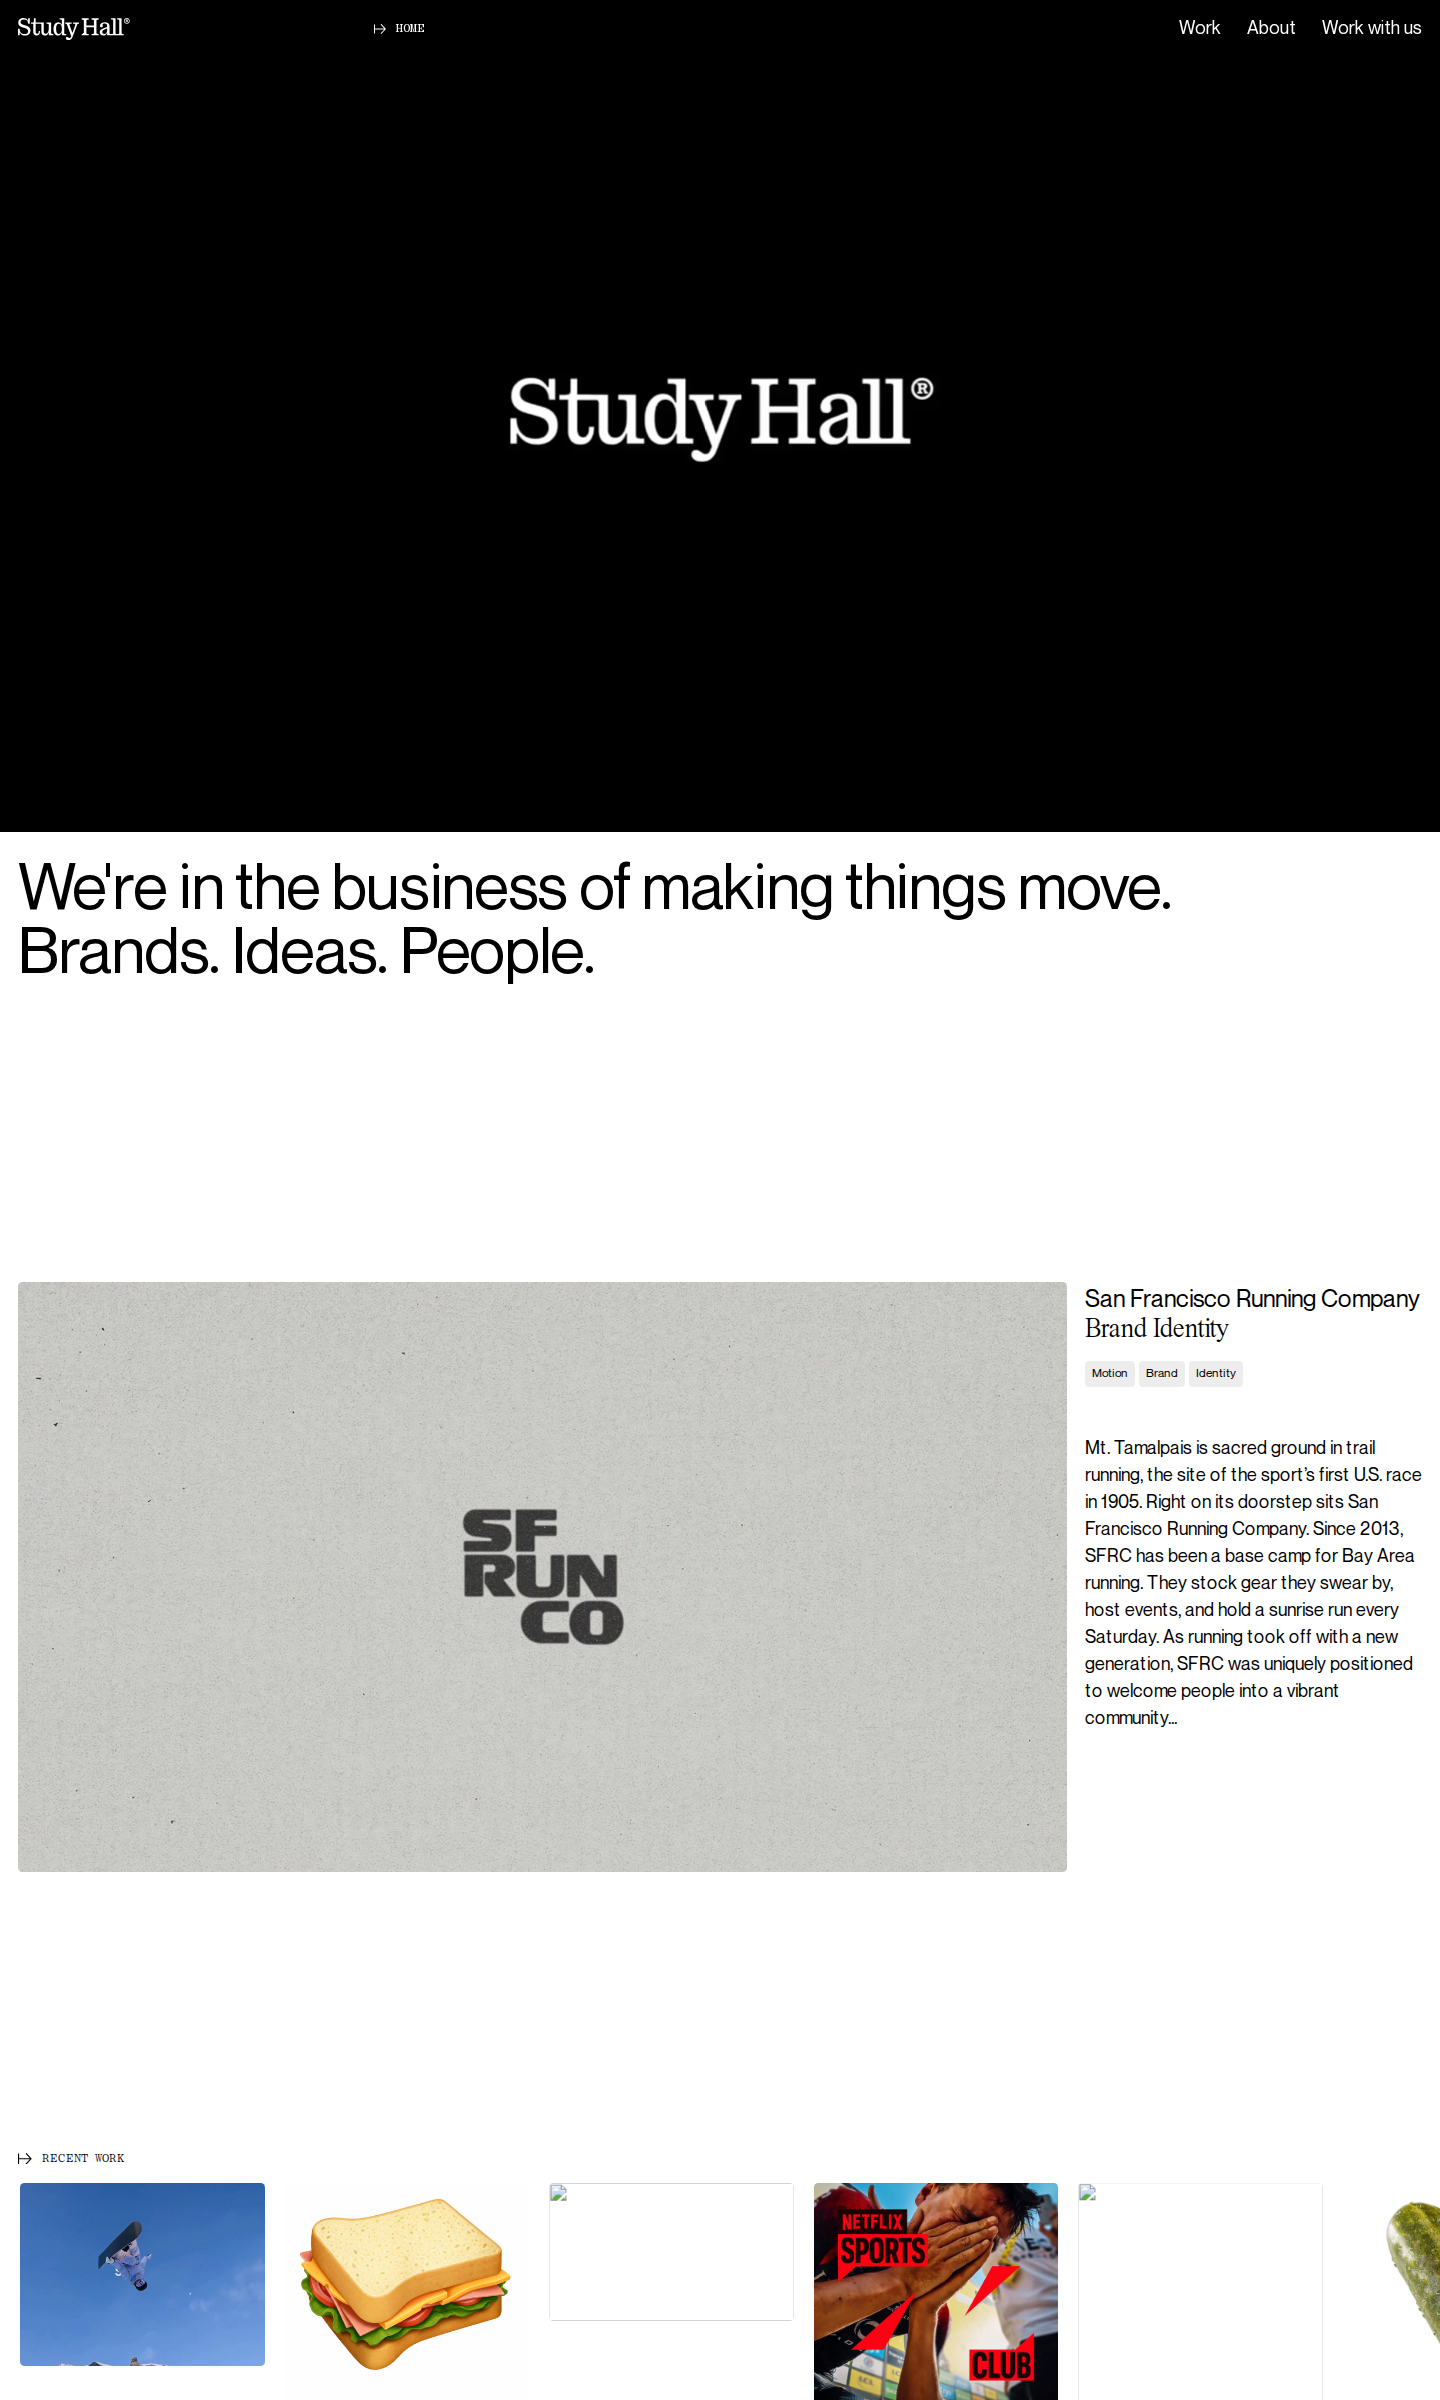 Study Hall®
HOME
Work
About
Work with us
Study Hall®
We're in the business of making things move.
Brands. Ideas. People.
SF
RUN
CO
San Francisco Running Company
Brand Identity
Motion
Brand
Identity
Mt. Tamalpais is sacred ground in trail
running, the site of the sport’s first U.S. race
in 1905. Right on its doorstep sits San
Francisco Running Company. Since 2013,
SFRC has been a base camp for Bay Area
running. They stock gear they swear by,
host events, and hold a sunrise run every
Saturday. As running took off with a new
generation, SFRC was uniquely positioned
to welcome people into a vibrant
community...
RECENT WORK
NETFLIX
SPORTS
CLUB